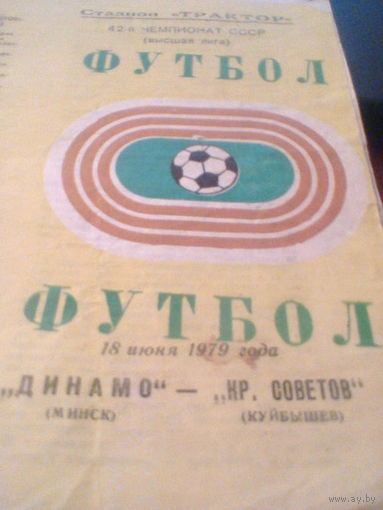 Стадион «ТРАКТОР»
42-й ЧЕМПИОНАТ СССР
(высшая лига)
ФУТБОЛ
ФУТБОЛ
18 июня 1979 года
„ДИНАМО“ — „КР. СОВЕТОВ“
(МИНСК) (КУЙБЫШЕВ)
www.ay.by